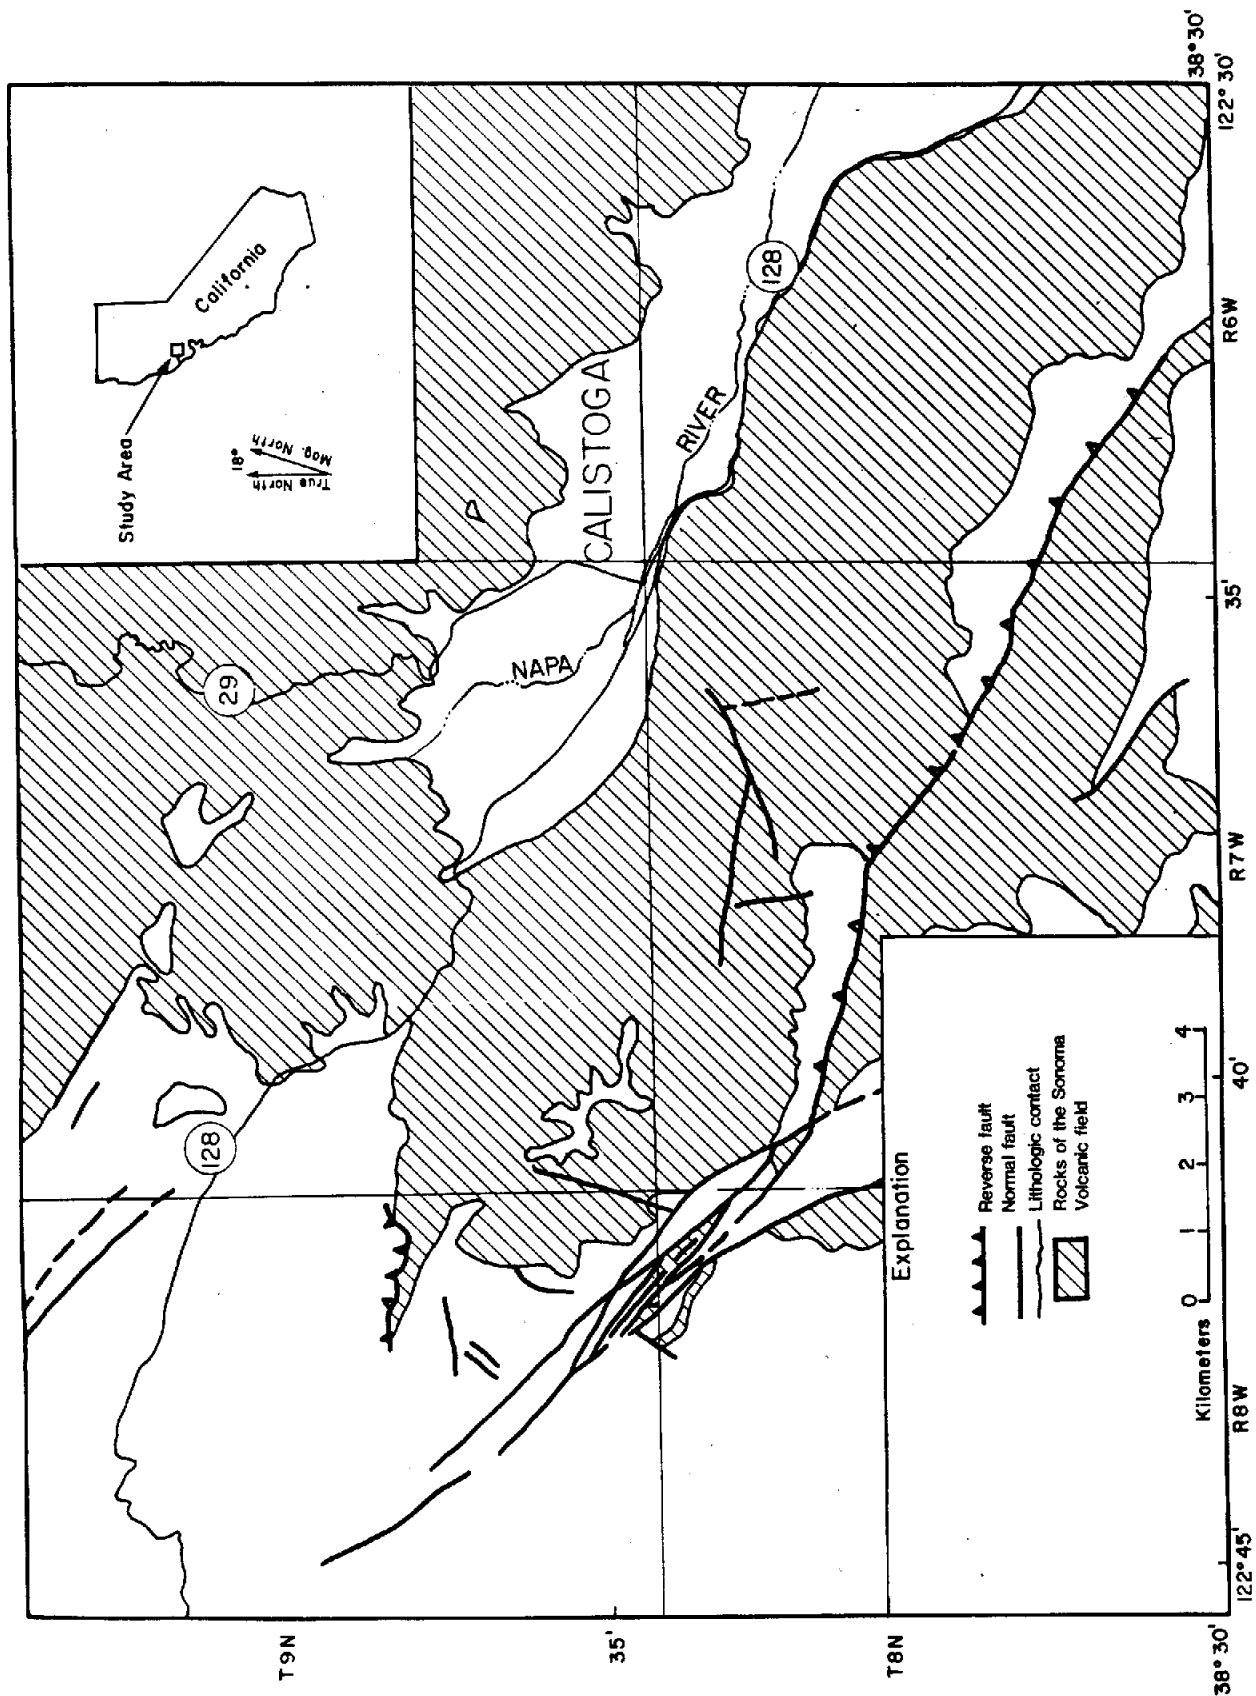 Study Area
California
True North
18°
Mag. North
29
128
NAPA
RIVER
CALISTOGA
128
T9N
35'
T8N
38°30'
38°30'
122°45'
R8W
40'
R7W
35'
R6W
122°30'
Explanation
Reverse fault
Normal fault
Lithologic contact
Rocks of the Sonoma
Volcanic field
Kilometers
0 1 2 3 4